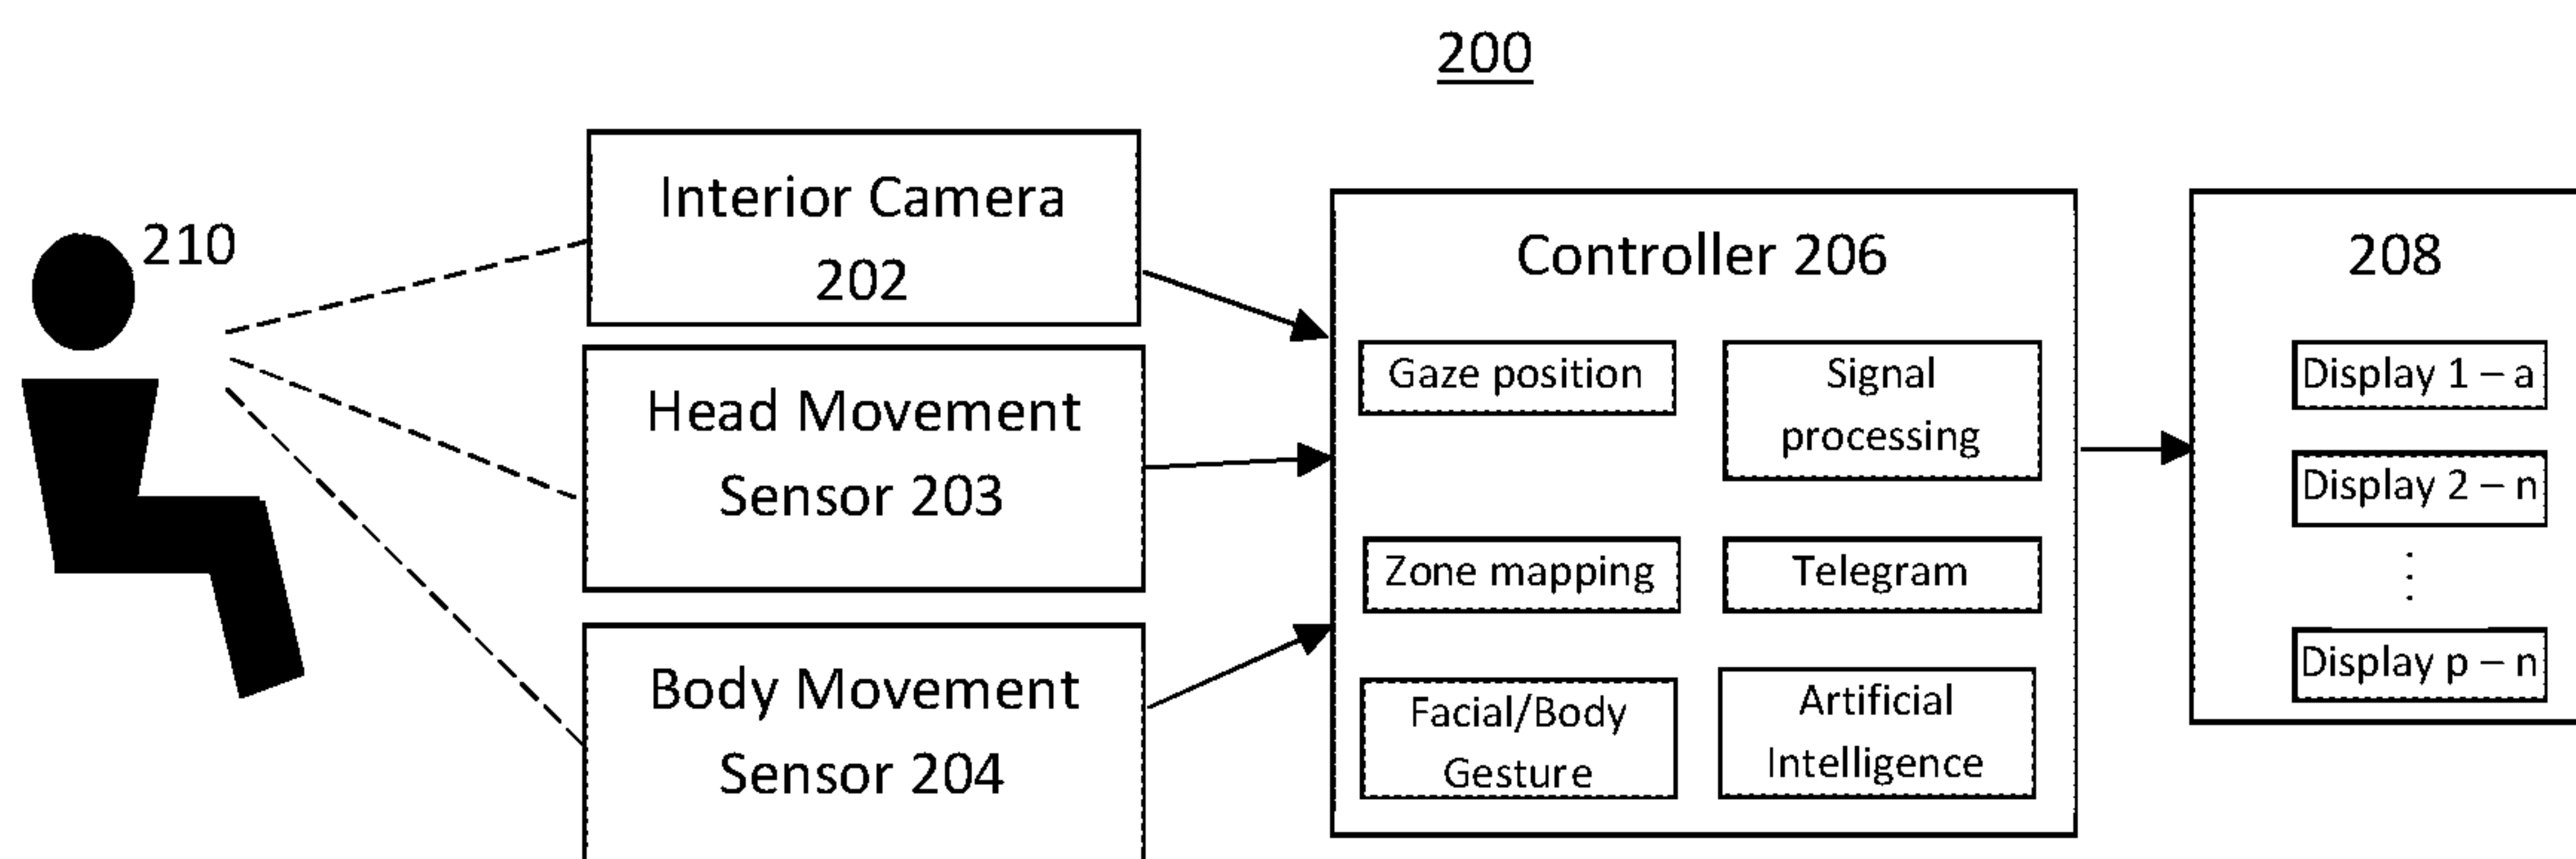 200
210
Interior Camera
202
Head Movement
Sensor 203
Body Movement
Sensor 204
Controller 206
Gaze position
Signal
processing
Zone mapping
Telegram
Facial/Body
Gesture
Artificial
Intelligence
208
Display 1 – a
Display 2 – n
⋮
Display p – n